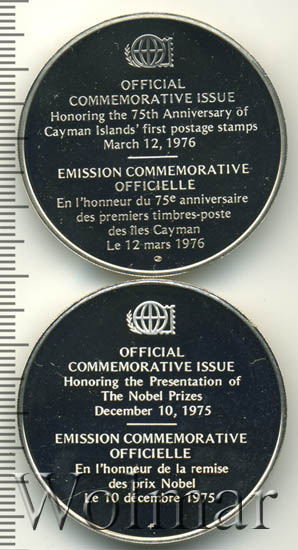 OFFICIAL
COMMEMORATIVE ISSUE
Honoring the 75th Anniversary of
Cayman Islands' first postage stamps
March 12, 1976
EMISSION COMMEMORATIVE
OFFICIELLE
En l'honneur du 75e anniversaire
des premiers timbres-poste
des îles Cayman
Le 12 mars 1976
OFFICIAL
COMMEMORATIVE ISSUE
Honoring the Presentation of
The Nobel Prizes
December 10, 1975
EMISSION COMMEMORATIVE
OFFICIELLE
En l'honneur de la remise
des prix Nobel
Le 10 décembre 1975
Wolmar